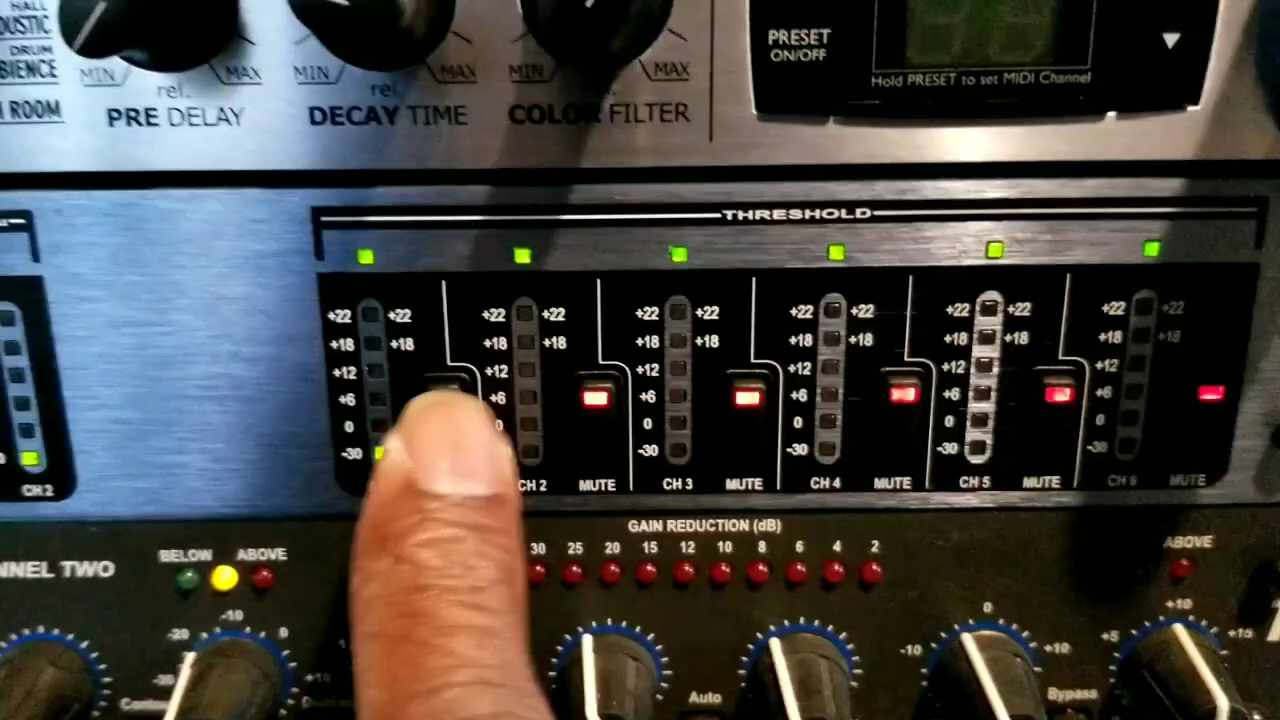 HALL
DRUM
ROOM
MIN MAX MIN MAX MIN MAX
rel. rel.
PRE DELAY DECAY TIME COLOR FILTER
PRESET
ON/OFF
Hold PRESET to set MIDI Channel
THRESHOLD
+22 +22 +22 +22 +22 +22 +22 +22 +22 +22 +22 +22
+18 +18 +18 +18 +18 +18 +18 +18 +18 +18 +18 +18
+12 +12 +12 +12 +12 +12
+6 +6 +6 +6 +6 +6
0 0 0 0 0 0
-30 -30 -30 -30 -30
CH 2 CH 2 MUTE CH 3 MUTE CH 4 MUTE CH 5 MUTE CH 6 MUTE
GAIN REDUCTION (dB)
30 25 20 15 12 10 8 6 4 2
BELOW ABOVE ABOVE
TWO
-30 -20 -10 0 +10
-10 0 +10
+5 +10 +15
Auto Bypass